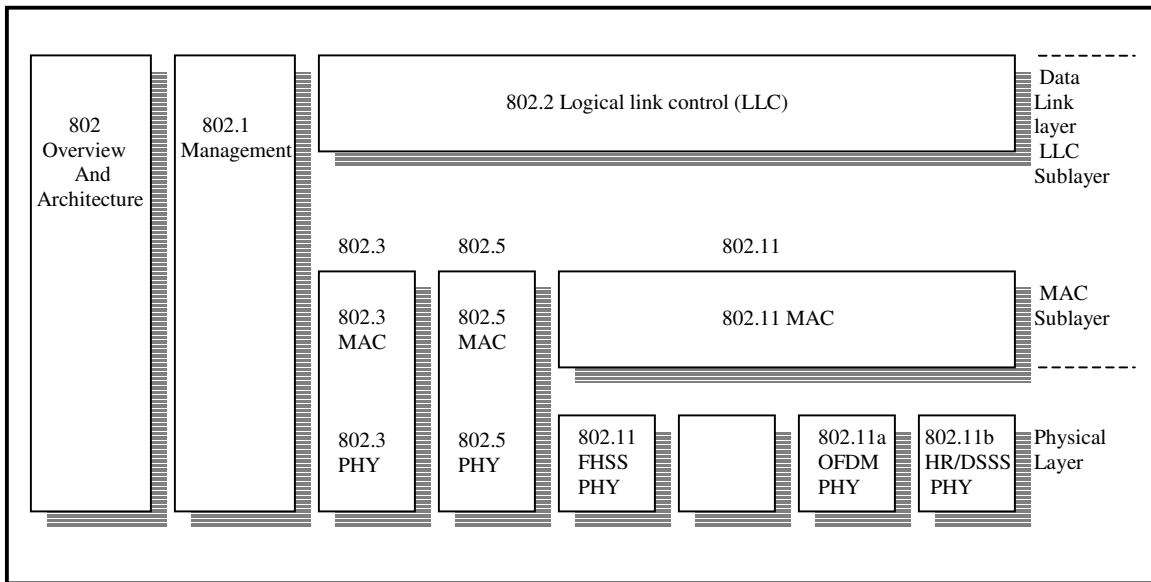 802
Overview
And
Architecture
802.1
Management
802.2 Logical link control (LLC)
Data
Link
layer
LLC
Sublayer
802.3
802.5
802.11
802.3
MAC
802.5
MAC
802.11 MAC
MAC
Sublayer
802.3
PHY
802.5
PHY
802.11
FHSS
PHY
802.11a
OFDM
PHY
802.11b
HR/DSSS
PHY
Physical
Layer